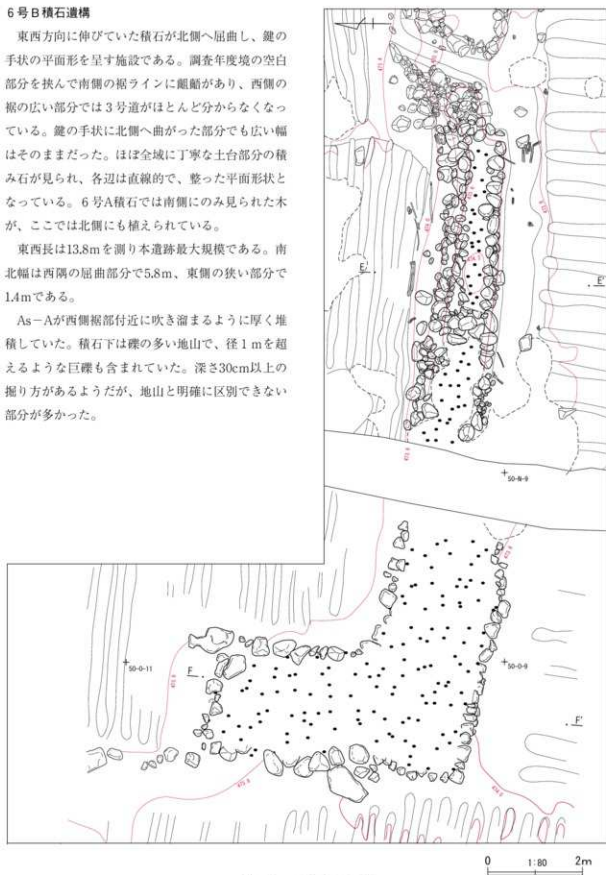 6号B積石遺構
東西方向に伸びていた積石が北側へ屈曲し、鍵の
手状の平面形を呈す施設である。調査年度境の空白
部分を挟んで南側の裾ラインに齟齬があり、西側の
裾の広い部分では3号道がほとんど分からなくなっ
ている。鍵の手状に北側へ曲がった部分でも広い幅
はそのままだった。ほぼ全域に丁寧な土台部分の積
み石が見られ、各辺は直線的で、整った平面形状と
なっている。6号A積石では南側にのみ見られた木
が、ここでは北側にも植えられている。
東西長は13.8mを測り本遺跡最大規模である。南
北幅は西隅の屈曲部分で5.8m、東側の狭い部分で
1.4mである。
As-Aが西側裾部付近に吹き溜まるように厚く堆
積していた。積石下は礫の多い地山で、径1mを超
えるような巨礫も含まれていた。深さ30cm以上の
掘り方があるようだが、地山と明確に区別できない
部分が多かった。
E
E'
50-N-9
50-O-11
50-O-9
F
F'
0 1:80 2m